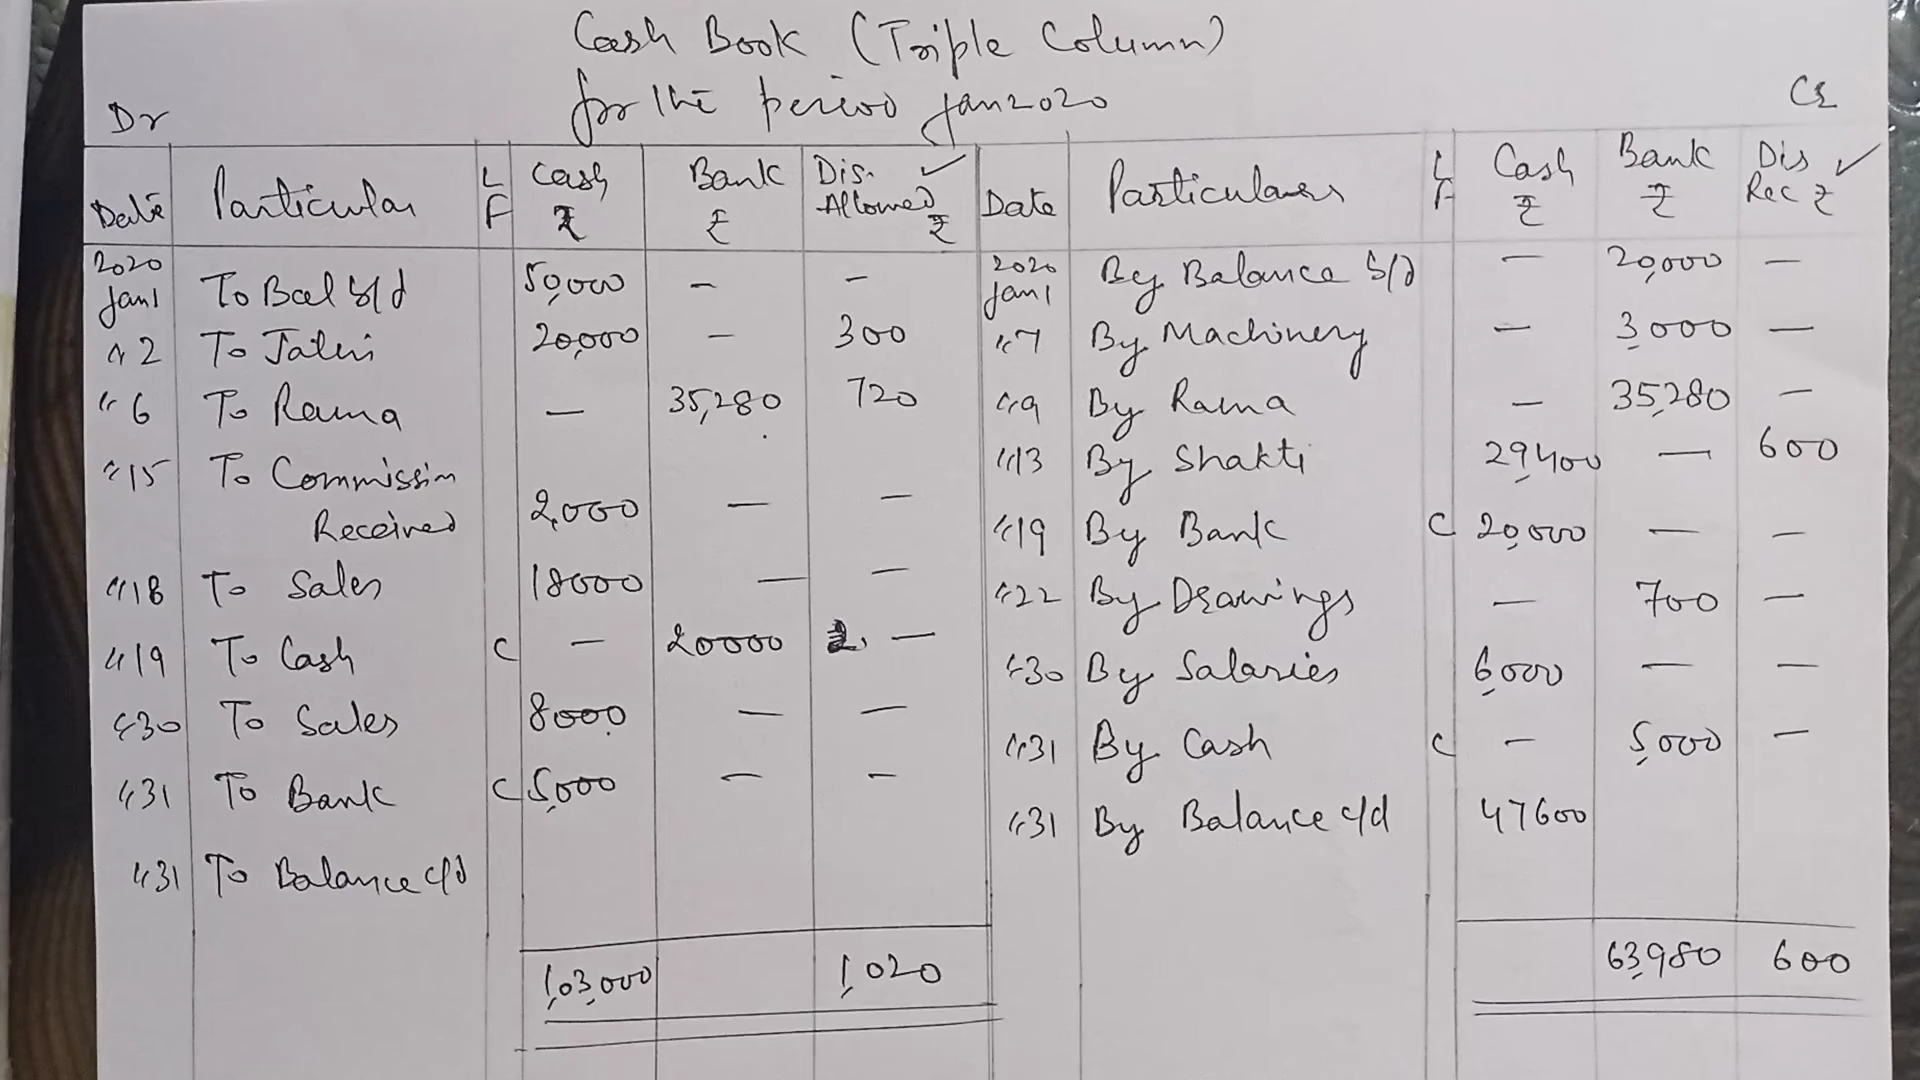 Cash Book (Triple Column)
for the period Jan 2020
Dr Cr
Date Particular L F Cash ₹ Bank ₹ Dis. Allowed ₹ Date Particulars L F Cash ₹ Bank ₹ Dis Rec ₹
2020 Jan 1 To Bal b/d 50,000 – – 2020 Jan 1 By Balance b/d – 20,000 –
" 2 To 20,000 – 300 " 7 By Machinery – 3,000 –
" 6 To Rama – 35,280 720 " 9 By Rama – 35,280 –
" 15 To Commission Received 2,000 – – " 13 By Shakti 29,400 – 600
" 19 By Bank C 20,000 – –
" 18 To Sales 18000 – – " 22 By Drawings – 700 –
" 19 To Cash C – 20000 – " 30 By Salaries 6,000 – –
" 30 To Sales 8000 – – " 31 By Cash C – 5,000 –
" 31 To Bank C 5,000 – – " 31 By Balance c/d 47600
" 31 To Balance c/d
1,03,000 1,020 63,980 600